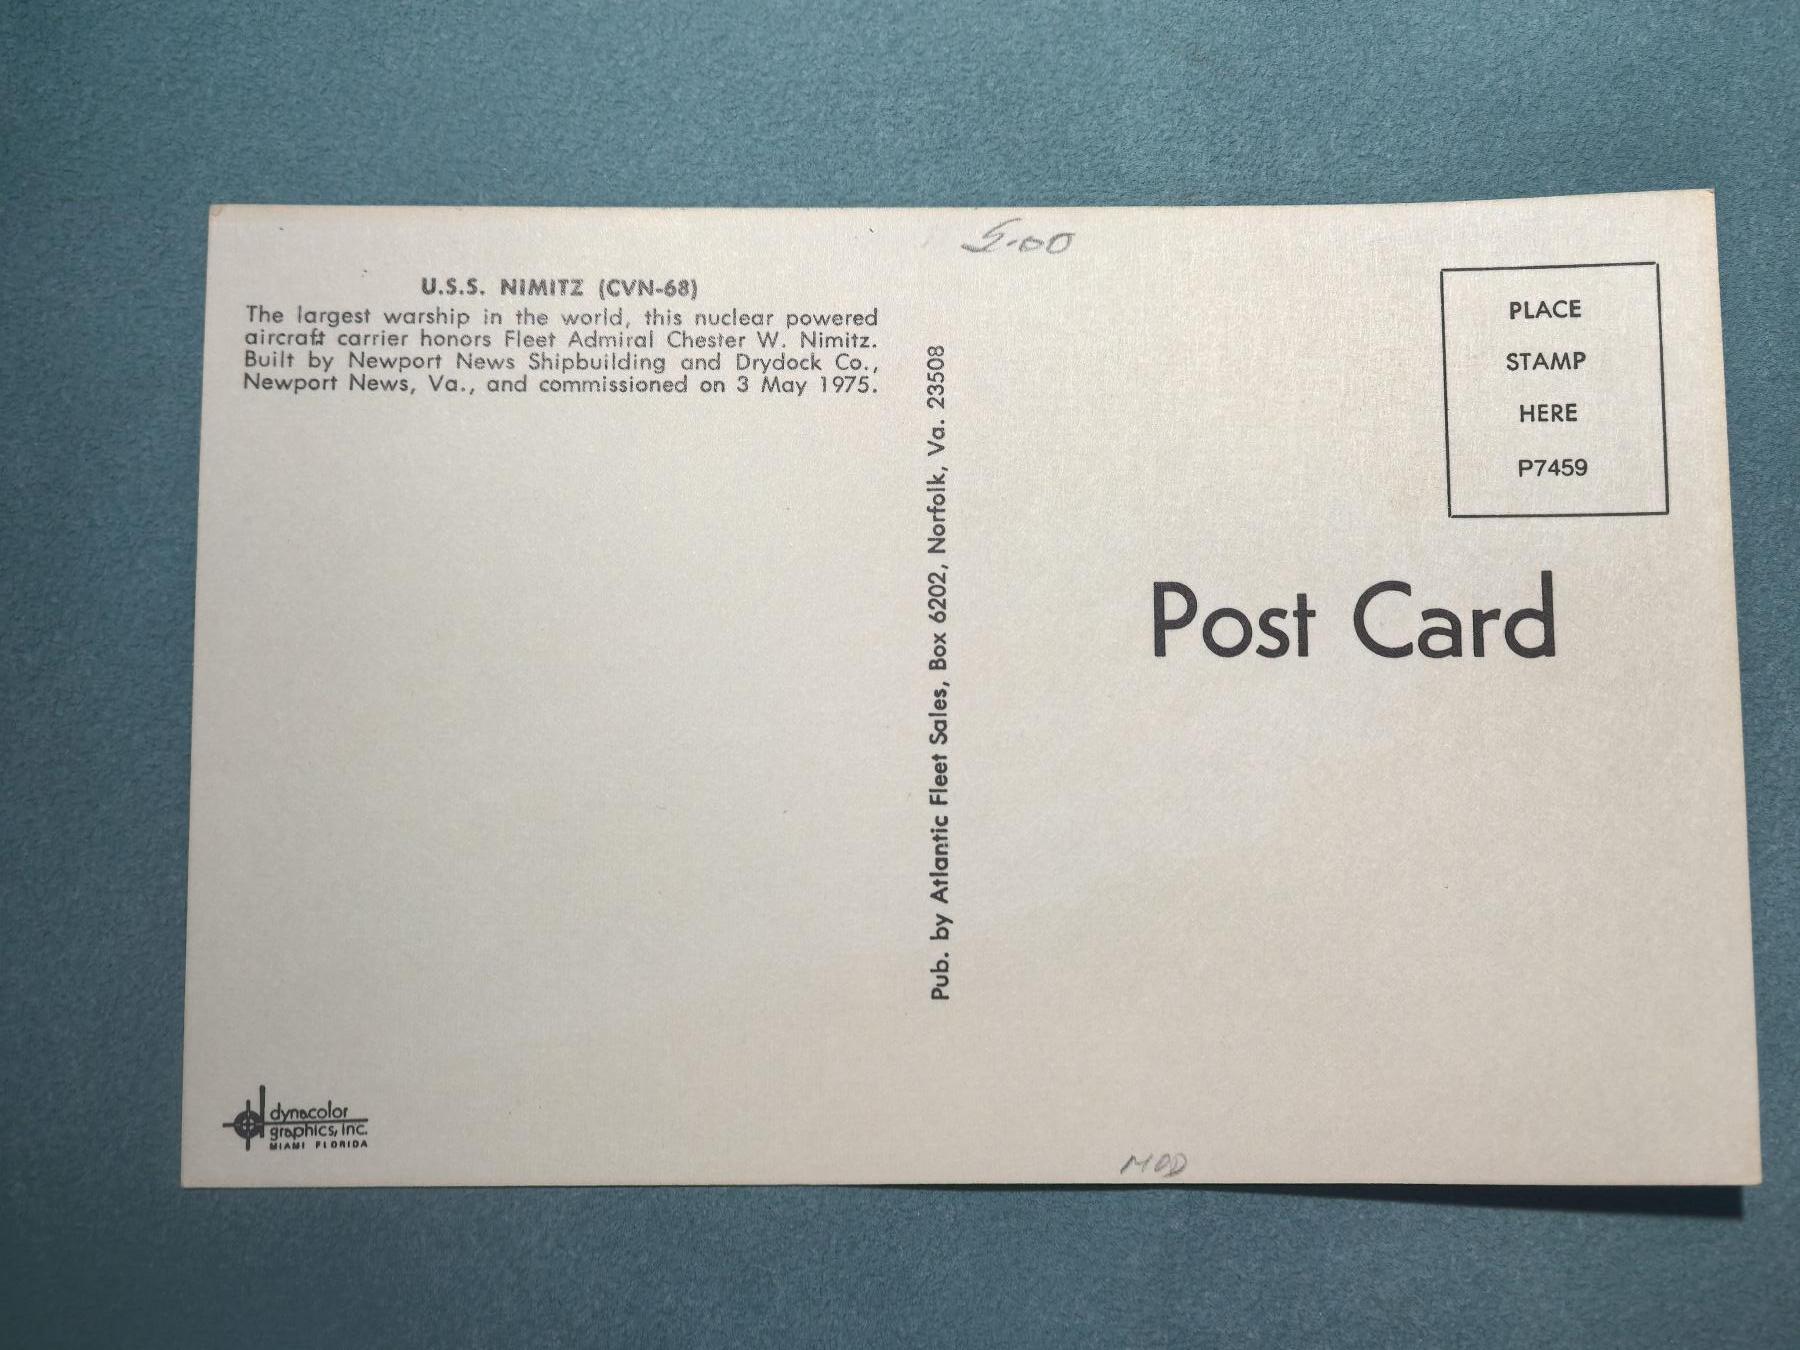 5.00
U.S.S. NIMITZ (CVN-68)
The largest warship in the world, this nuclear powered
aircraft carrier honors Fleet Admiral Chester W. Nimitz.
Built by Newport News Shipbuilding and Drydock Co.,
Newport News, Va., and commissioned on 3 May 1975.
Pub. by Atlantic Fleet Sales, Box 6202, Norfolk, Va. 23508
PLACE
STAMP
HERE
P7459
Post Card
dynacolor
graphics, inc.
MIAMI FLORIDA
MOD